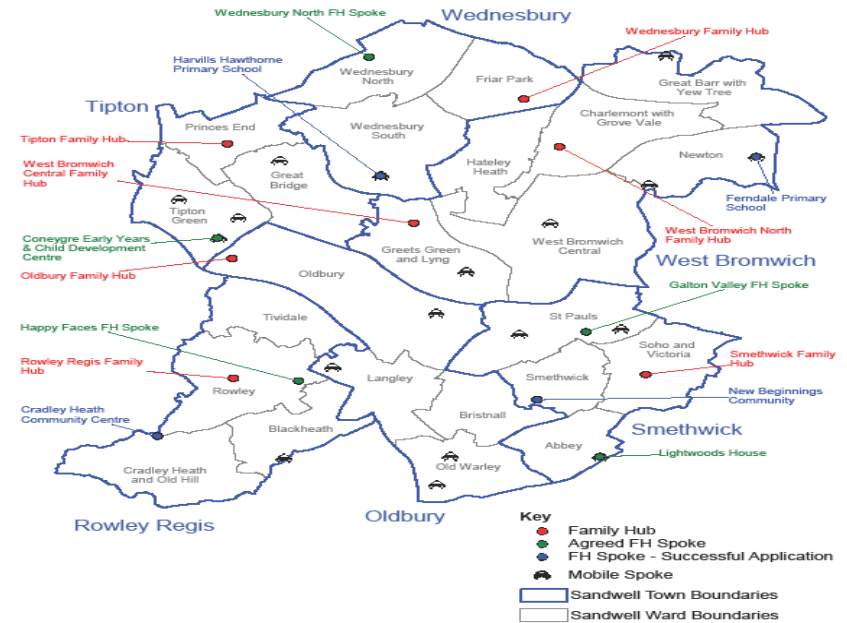 Wednesbury North FH Spoke
Wednesbury
Wednesbury Family Hub
Harvills Hawthorne
Primary School
Wednesbury
North
Friar Park
Great Barr with
Yew Tree
Tipton
Princes End
Wednesbury
South
Charlemont with
Grove Vale
Tipton Family Hub
West Bromwich
Central Family
Hub
Great
Bridge
Hateley
Heath
Newton
Ferndale Primary
School
Tipton
Green
Coneygre Early Years
& Child Development
Centre
Greets Green
and Lyng
West Bromwich
Central
West Bromwich North
Family Hub
West Bromwich
Oldbury Family Hub
Oldbury
Galton Valley FH Spoke
Happy Faces FH Spoke
Tividale
St Pauls
Soho and
Victoria
Smethwick Family
Hub
Rowley Regis Family
Hub
Rowley
Langley
Smethwick
New Beginnings
Community
Cradley Heath
Community Centre
Blackheath
Bristnall
Smethwick
Abbey
Lightwoods House
Cradley Heath
and Old Hill
Old Warley
Rowley Regis
Oldbury
Key
Family Hub
Agreed FH Spoke
FH Spoke - Successful Application
Mobile Spoke
Sandwell Town Boundaries
Sandwell Ward Boundaries